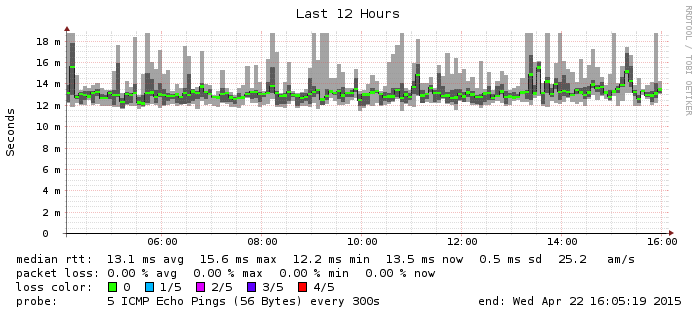 Last 12 Hours
RRDTOOL / TOBI OETIKER
Seconds
18 m
16 m
14 m
12 m
10 m
8 m
6 m
4 m
2 m
0
06:00 08:00 10:00 12:00 14:00 16:00
median rtt: 13.1 ms avg 15.6 ms max 12.2 ms min 13.5 ms now 0.5 ms sd 25.2 am/s
packet loss: 0.00 % avg 0.00 % max 0.00 % min 0.00 % now
loss color: 0 1/5 2/5 3/5 4/5
probe: 5 ICMP Echo Pings (56 Bytes) every 300s end: Wed Apr 22 16:05:19 2015